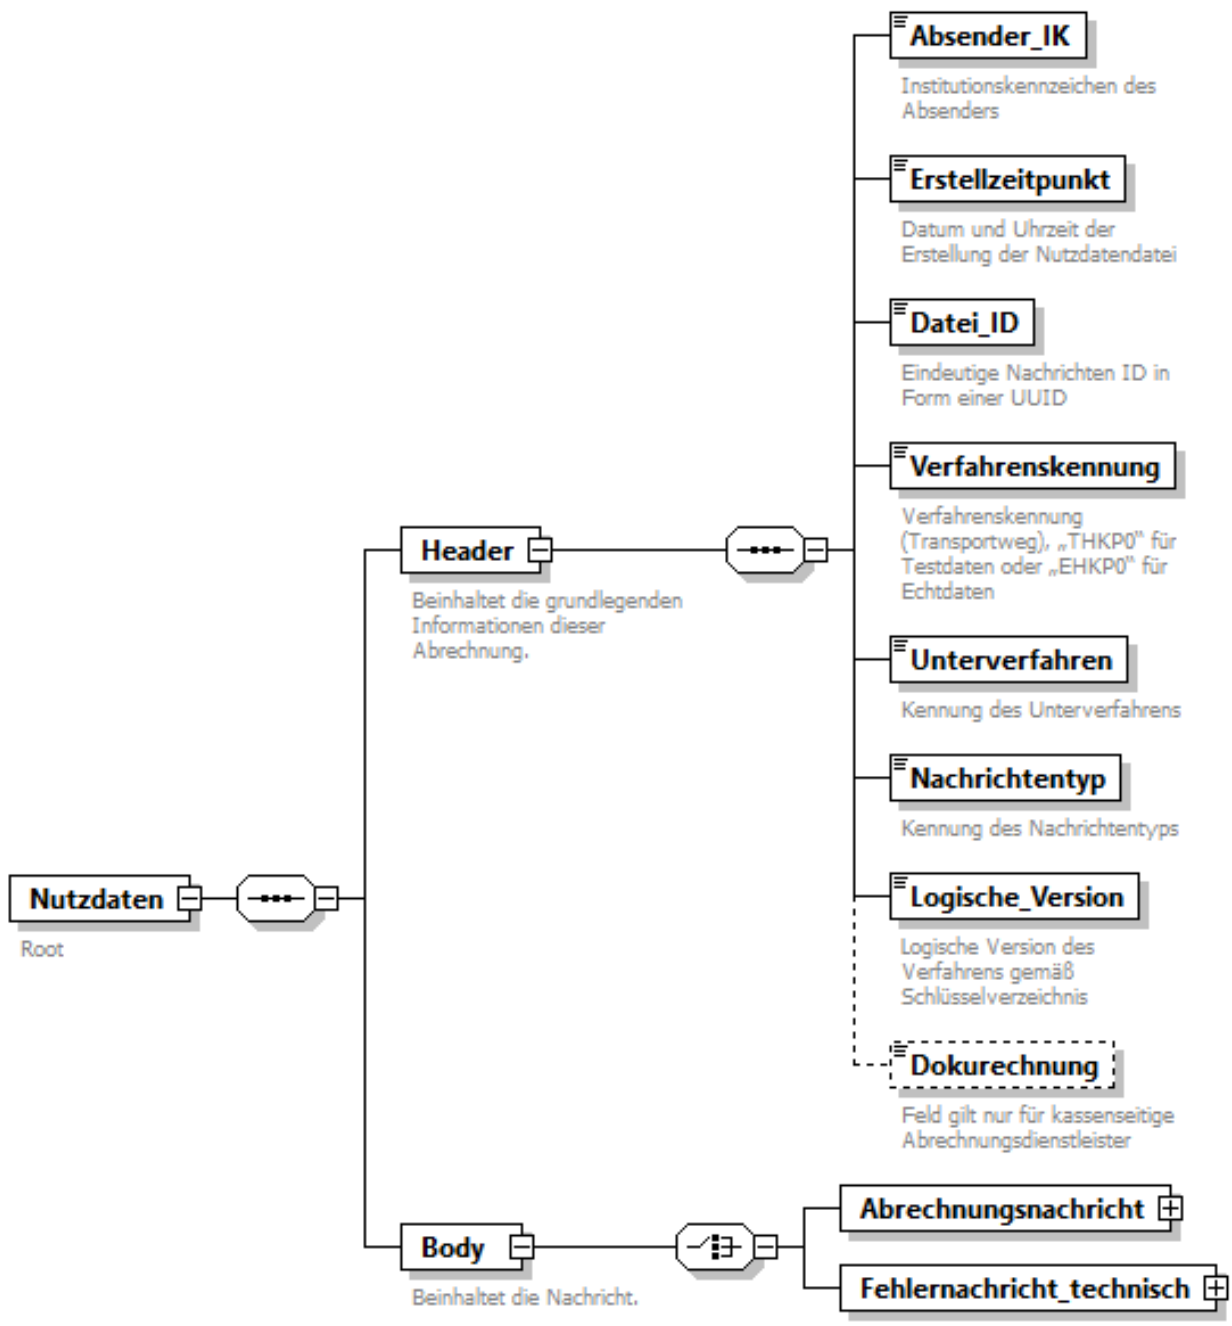 Absender_IK
Institutionskennzeichen des
Absenders
Erstellzeitpunkt
Datum und Uhrzeit der
Erstellung der Nutzdatendatei
Datei_ID
Eindeutige Nachrichten ID in
Form einer UUID
Verfahrenskennung
Verfahrenskennung
(Transportweg), „THKP0“ für
Testdaten oder „EHKP0“ für
Echtdaten
Header
Beinhaltet die grundlegenden
Informationen dieser
Abrechnung.
Unterverfahren
Kennung des Unterverfahrens
Nachrichtentyp
Kennung des Nachrichtentyps
Nutzdaten
Root
Logische_Version
Logische Version des
Verfahrens gemäß
Schlüsselverzeichnis
Dokurechnung
Feld gilt nur für kassenseitige
Abrechnungsdienstleister
Body
Beinhaltet die Nachricht.
Abrechnungsnachricht
Fehlernachricht_technisch